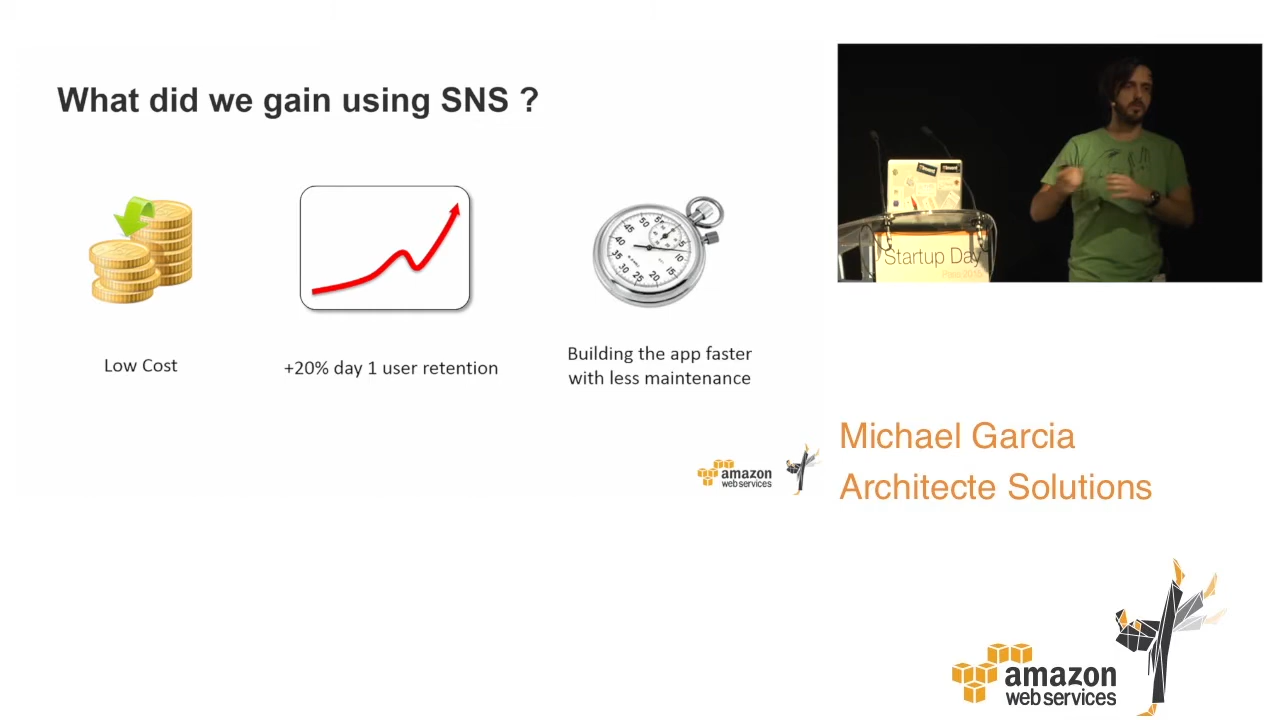 What did we gain using SNS ?
Low Cost
+20% day 1 user retention
Building the app faster
with less maintenance
amazon
web services
Startup Day
Michael Garcia
Architecte Solutions
amazon
web services